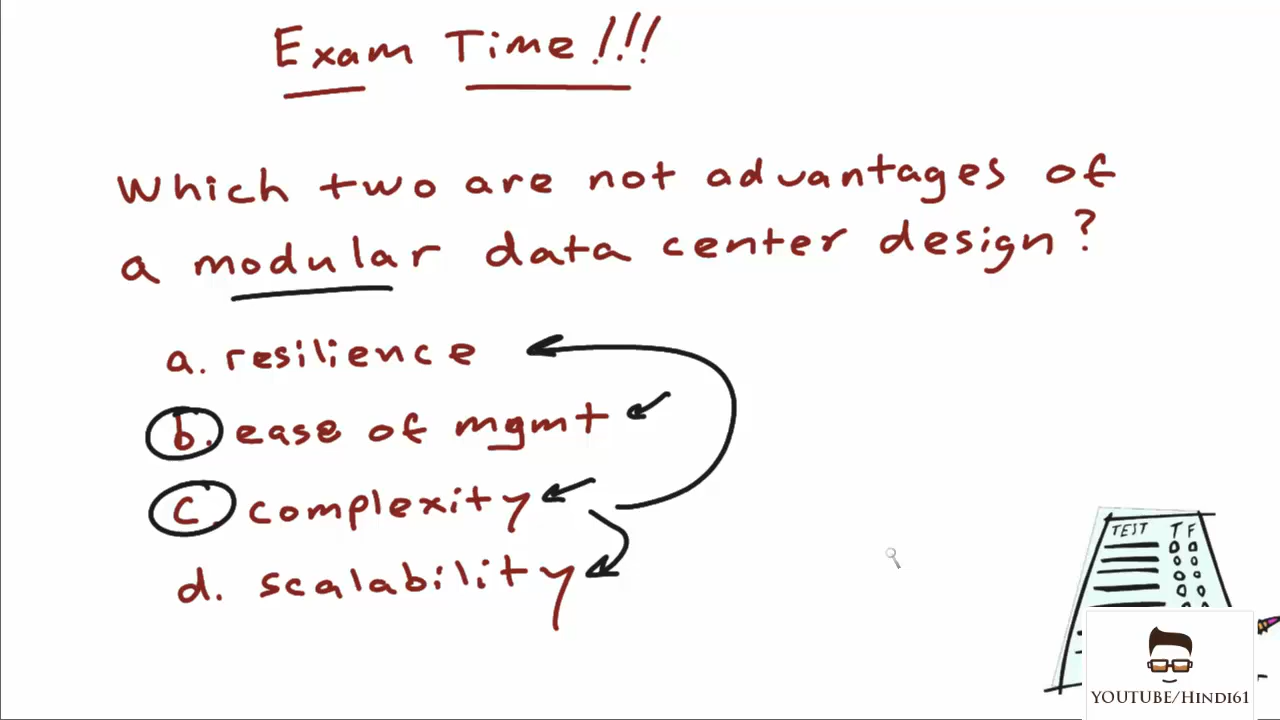 Exam Time!!!
Which two are not advantages of
a modular data center design?
a. resilience
b. ease of mgmt
c complexity
d. scalability
TEST T F
YOUTUBE/HINDI61